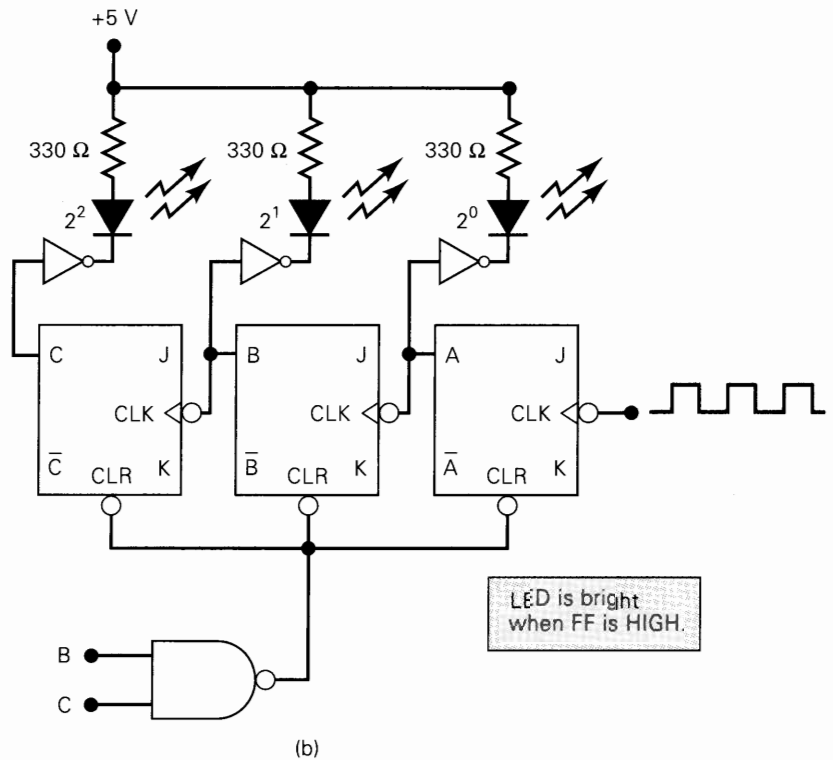 +5 V
330 Ω 330 Ω 330 Ω
2² 2¹ 2⁰
C J B J A J
CLK CLK CLK
C̅ K B̅ K A̅ K
CLR CLR CLR
LED is bright
when FF is HIGH.
B
C
(b)